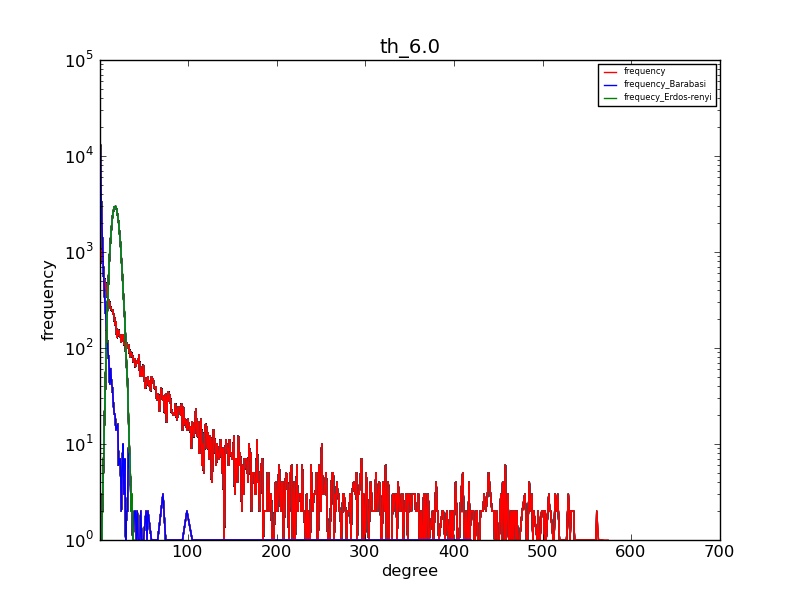 th_6.0
10^5
frequency
frequency_Barabasi
frequecy_Erdos-renyi
10^4
10^3
10^2
10^1
10^0
frequency
100 200 300 400 500 600 700
degree